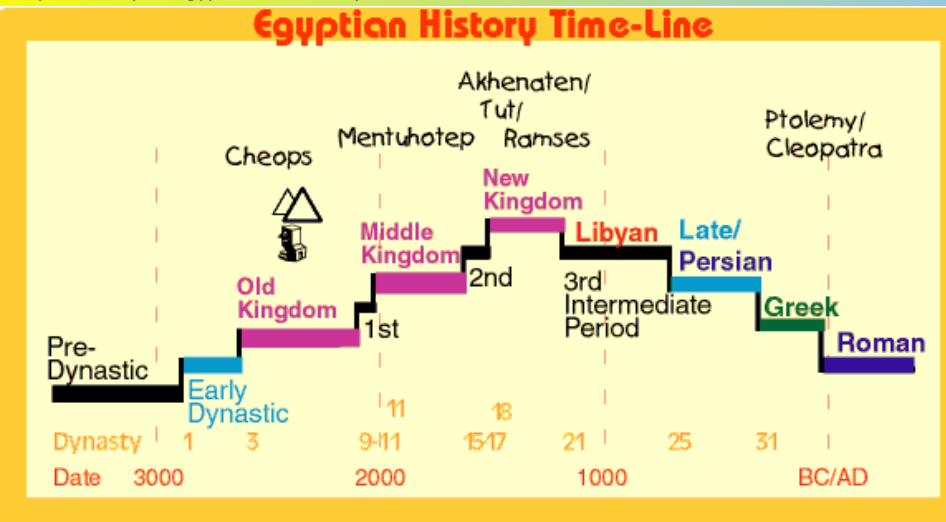 Egyptian History Time-Line
Akhenaten/
Tut/
Ramses
Mentuhotep
Cheops
Ptolemy/
Cleopatra
New
Kingdom
Middle
Kingdom
Old
Kingdom
Libyan
Late/
Persian
2nd
3rd
Intermediate
Period
1st
Greek
Roman
Pre-
Dynastic
Early
Dynastic
11
18
Dynasty 1 3 9-11 15-17 21 25 31
Date 3000 2000 1000 BC/AD